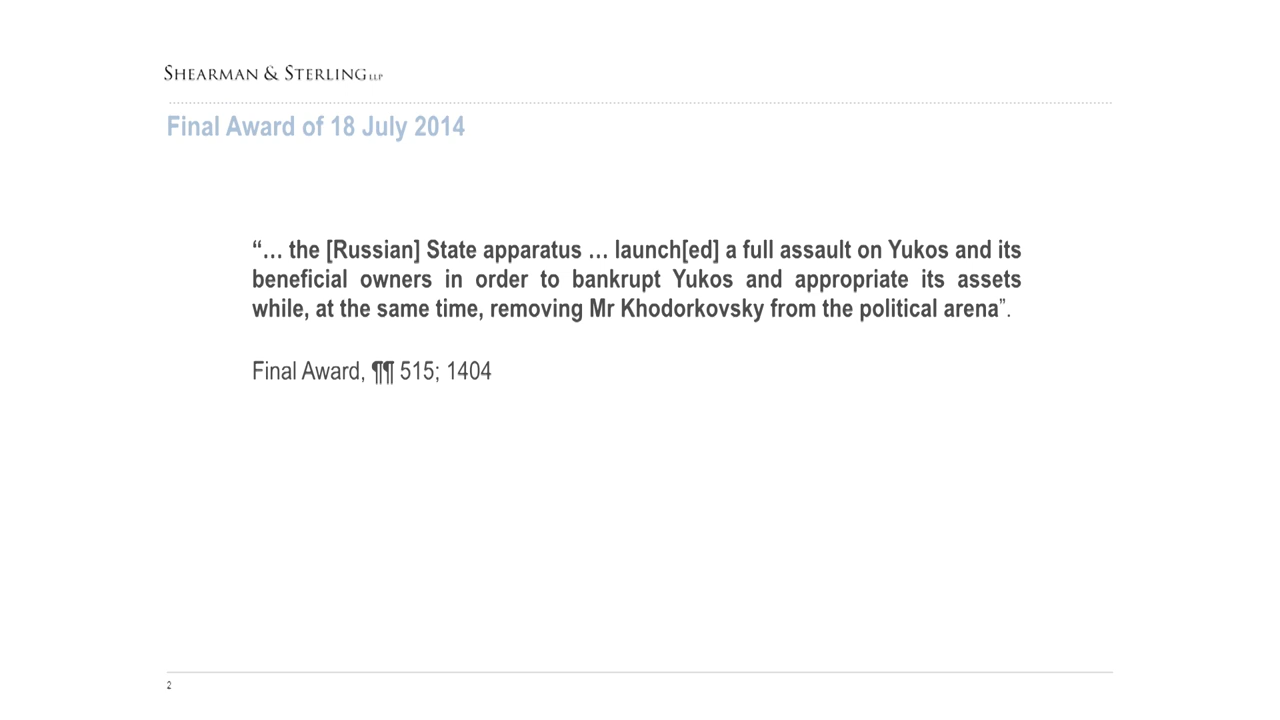 SHEARMAN & STERLING LLP
Final Award of 18 July 2014
“… the [Russian] State apparatus … launch[ed] a full assault on Yukos and its
beneficial owners in order to bankrupt Yukos and appropriate its assets
while, at the same time, removing Mr Khodorkovsky from the political arena”.
Final Award, ¶¶ 515; 1404
2